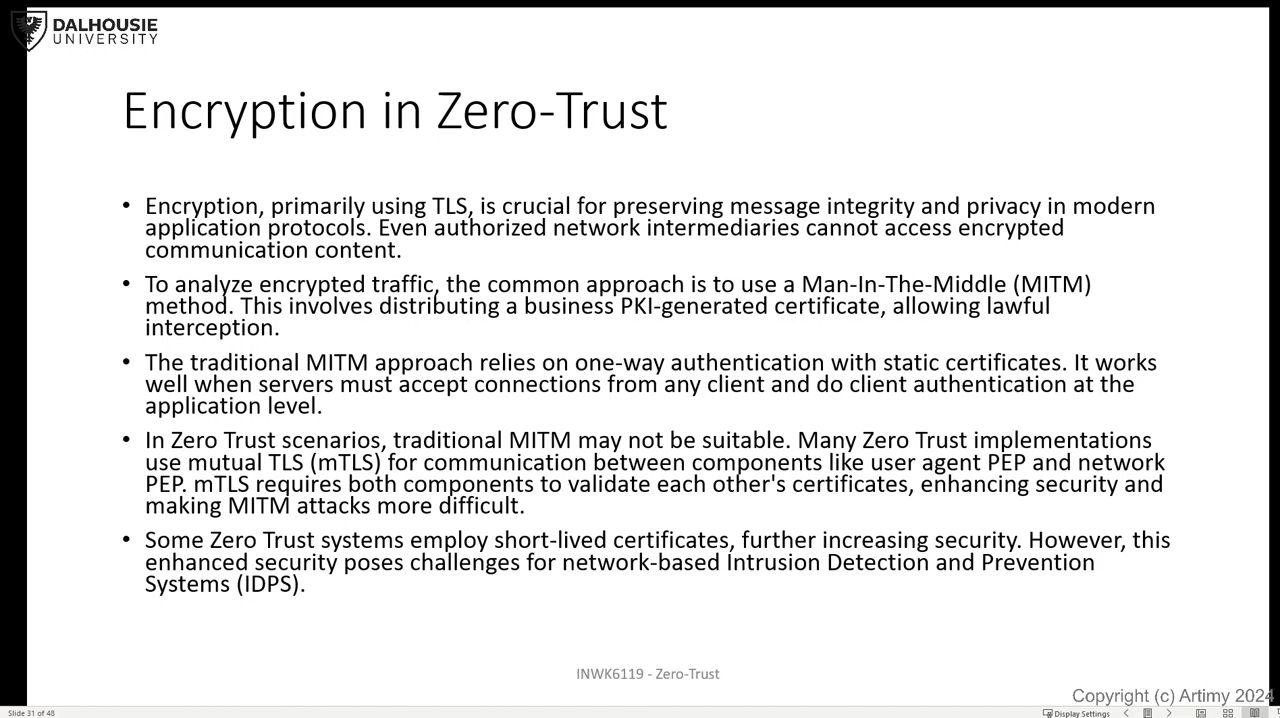 DALHOUSIE
UNIVERSITY
Encryption in Zero-Trust
• Encryption, primarily using TLS, is crucial for preserving message integrity and privacy in modern
application protocols. Even authorized network intermediaries cannot access encrypted
communication content.
• To analyze encrypted traffic, the common approach is to use a Man-In-The-Middle (MITM)
method. This involves distributing a business PKI-generated certificate, allowing lawful
interception.
• The traditional MITM approach relies on one-way authentication with static certificates. It works
well when servers must accept connections from any client and do client authentication at the
application level.
• In Zero Trust scenarios, traditional MITM may not be suitable. Many Zero Trust implementations
use mutual TLS (mTLS) for communication between components like user agent PEP and network
PEP. mTLS requires both components to validate each other's certificates, enhancing security and
making MITM attacks more difficult.
• Some Zero Trust systems employ short-lived certificates, further increasing security. However, this
enhanced security poses challenges for network-based Intrusion Detection and Prevention
Systems (IDPS).
INWK6119 - Zero-Trust
Copyright (c) Artimy 2024
Slide 31 of 48
Display Settings